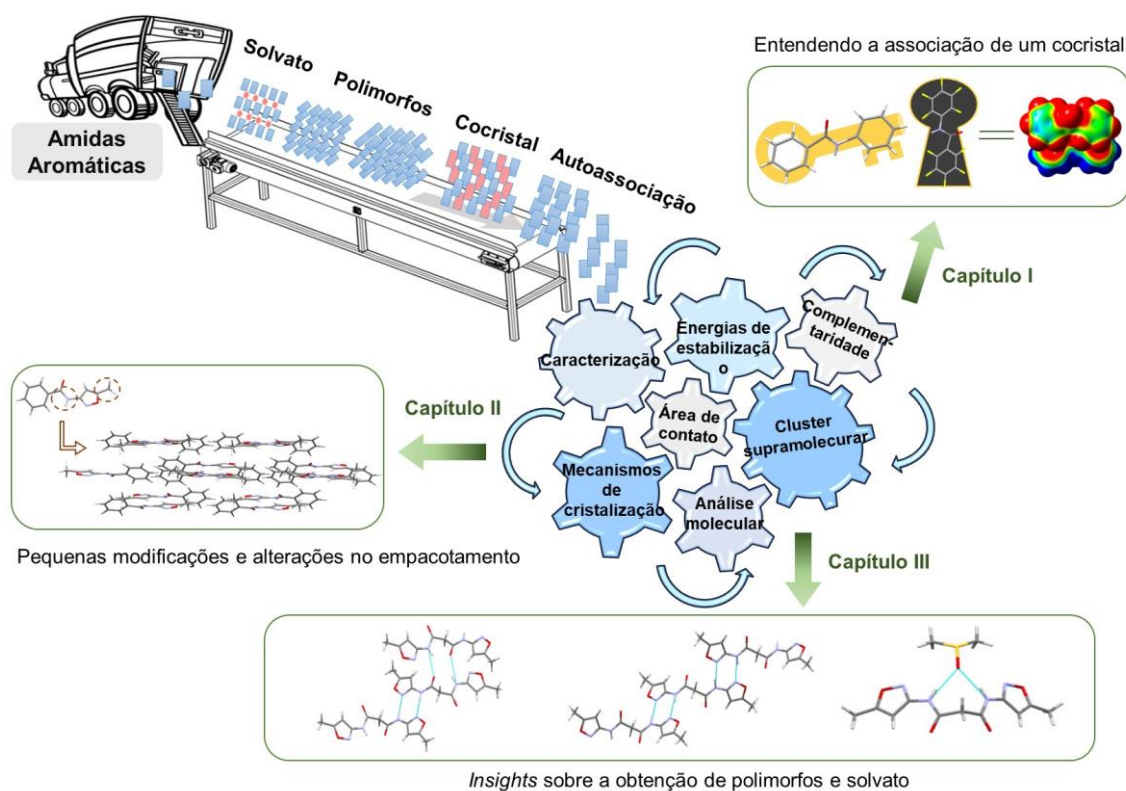 Solvato
Polimorfos
Cocristal
Autoassociação
Amidas
Aromáticas
Entendendo a associação de um cocristal
Capítulo I
Complemen-
taridade
Energias de
estabilizaçã
o
Caracterização
Área de
contato
Cluster
supramolecurar
Capítulo II
Mecanismos
de
cristalização
Análise
molecular
Pequenas modificações e alterações no empacotamento
Capítulo III
Insights sobre a obtenção de polimorfos e solvato